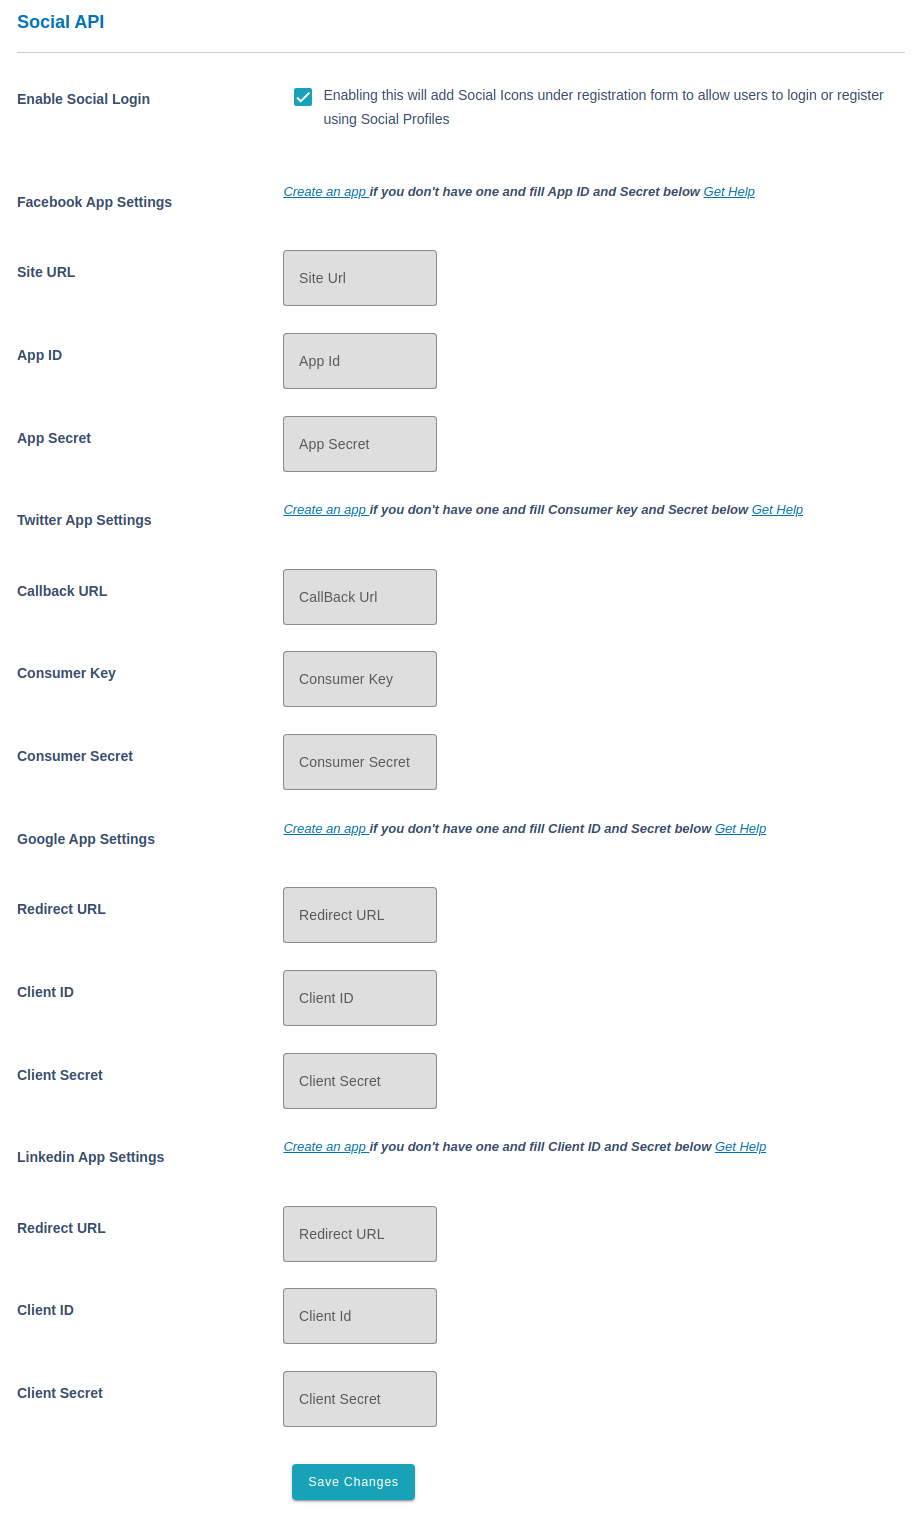 Social API
Enable Social Login
Enabling this will add Social Icons under registration form to allow users to login or register
using Social Profiles
Facebook App Settings
Create an app if you don't have one and fill App ID and Secret below Get Help
Site URL
Site Url
App ID
App Id
App Secret
App Secret
Twitter App Settings
Create an app if you don't have one and fill Consumer key and Secret below Get Help
Callback URL
CallBack Url
Consumer Key
Consumer Key
Consumer Secret
Consumer Secret
Google App Settings
Create an app if you don't have one and fill Client ID and Secret below Get Help
Redirect URL
Redirect URL
Client ID
Client ID
Client Secret
Client Secret
Linkedin App Settings
Create an app if you don't have one and fill Client ID and Secret below Get Help
Redirect URL
Redirect URL
Client ID
Client Id
Client Secret
Client Secret
Save Changes